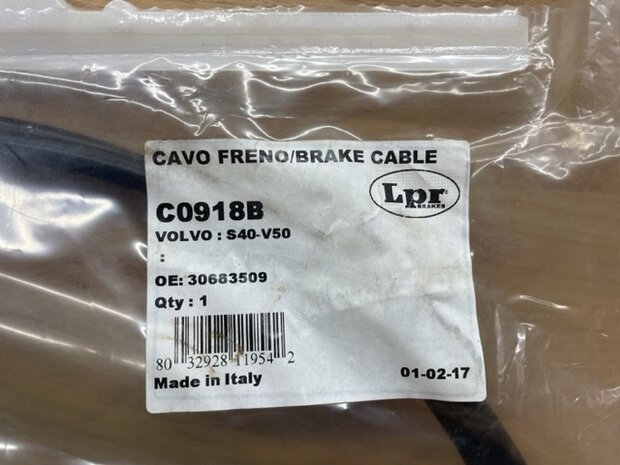 CAVO FRENO/BRAKE CABLE
Lpr
BRAKES
C0918B
VOLVO : S40-V50
:
OE: 30683509
Qty : 1
80 32928 11954 2
Made in Italy
01-02-17